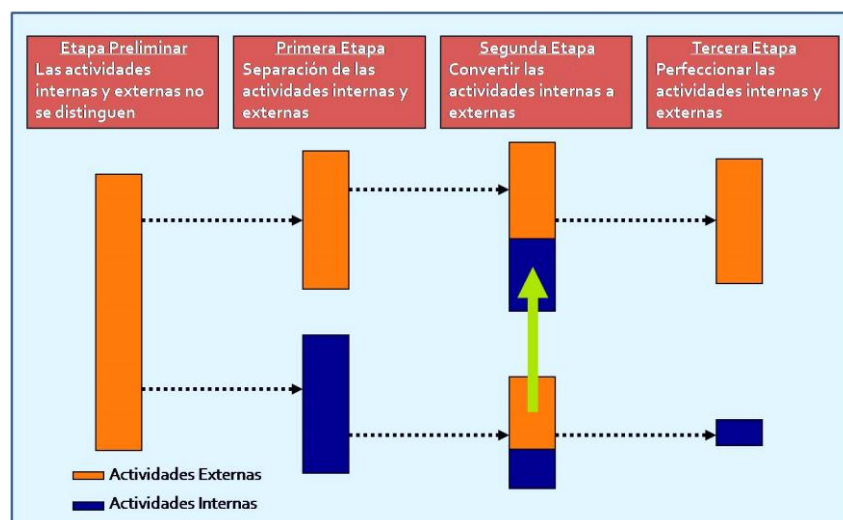 Etapa Preliminar
Las actividades
internas y externas no
se distinguen
Primera Etapa
Separación de las
actividades internas y
externas
Segunda Etapa
Convertir las
actividades internas a
externas
Tercera Etapa
Perfeccionar las
actividades internas y
externas
Actividades Externas
Actividades Internas